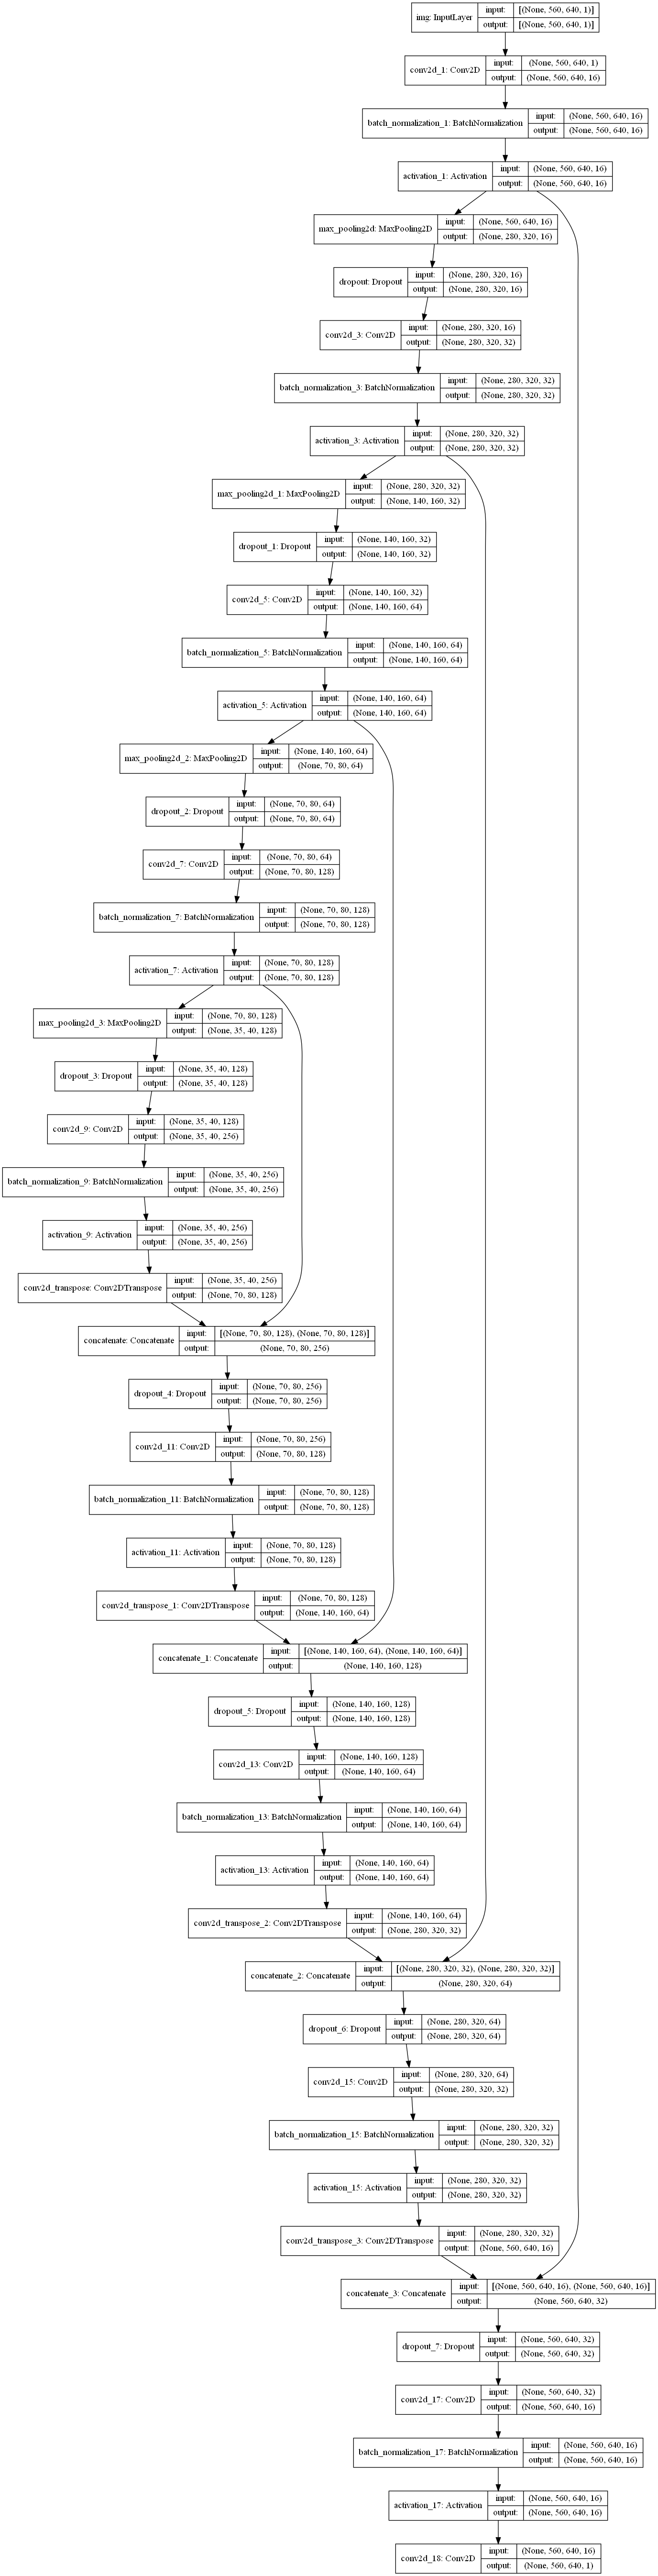 img: InputLayer input: [(None, 560, 640, 1)]
output: [(None, 560, 640, 1)]
conv2d_1: Conv2D input: (None, 560, 640, 1)
output: (None, 560, 640, 16)
batch_normalization_1: BatchNormalization input: (None, 560, 640, 16)
output: (None, 560, 640, 16)
activation_1: Activation input: (None, 560, 640, 16)
output: (None, 560, 640, 16)
max_pooling2d: MaxPooling2D input: (None, 560, 640, 16)
output: (None, 280, 320, 16)
dropout: Dropout input: (None, 280, 320, 16)
output: (None, 280, 320, 16)
conv2d_3: Conv2D input: (None, 280, 320, 16)
output: (None, 280, 320, 32)
batch_normalization_3: BatchNormalization input: (None, 280, 320, 32)
output: (None, 280, 320, 32)
activation_3: Activation input: (None, 280, 320, 32)
output: (None, 280, 320, 32)
max_pooling2d_1: MaxPooling2D input: (None, 280, 320, 32)
output: (None, 140, 160, 32)
dropout_1: Dropout input: (None, 140, 160, 32)
output: (None, 140, 160, 32)
conv2d_5: Conv2D input: (None, 140, 160, 32)
output: (None, 140, 160, 64)
batch_normalization_5: BatchNormalization input: (None, 140, 160, 64)
output: (None, 140, 160, 64)
activation_5: Activation input: (None, 140, 160, 64)
output: (None, 140, 160, 64)
max_pooling2d_2: MaxPooling2D input: (None, 140, 160, 64)
output: (None, 70, 80, 64)
dropout_2: Dropout input: (None, 70, 80, 64)
output: (None, 70, 80, 64)
conv2d_7: Conv2D input: (None, 70, 80, 64)
output: (None, 70, 80, 128)
batch_normalization_7: BatchNormalization input: (None, 70, 80, 128)
output: (None, 70, 80, 128)
activation_7: Activation input: (None, 70, 80, 128)
output: (None, 70, 80, 128)
max_pooling2d_3: MaxPooling2D input: (None, 70, 80, 128)
output: (None, 35, 40, 128)
dropout_3: Dropout input: (None, 35, 40, 128)
output: (None, 35, 40, 128)
conv2d_9: Conv2D input: (None, 35, 40, 128)
output: (None, 35, 40, 256)
batch_normalization_9: BatchNormalization input: (None, 35, 40, 256)
output: (None, 35, 40, 256)
activation_9: Activation input: (None, 35, 40, 256)
output: (None, 35, 40, 256)
conv2d_transpose: Conv2DTranspose input: (None, 35, 40, 256)
output: (None, 70, 80, 128)
concatenate: Concatenate input: [(None, 70, 80, 128), (None, 70, 80, 128)]
output: (None, 70, 80, 256)
dropout_4: Dropout input: (None, 70, 80, 256)
output: (None, 70, 80, 256)
conv2d_11: Conv2D input: (None, 70, 80, 256)
output: (None, 70, 80, 128)
batch_normalization_11: BatchNormalization input: (None, 70, 80, 128)
output: (None, 70, 80, 128)
activation_11: Activation input: (None, 70, 80, 128)
output: (None, 70, 80, 128)
conv2d_transpose_1: Conv2DTranspose input: (None, 70, 80, 128)
output: (None, 140, 160, 64)
concatenate_1: Concatenate input: [(None, 140, 160, 64), (None, 140, 160, 64)]
output: (None, 140, 160, 128)
dropout_5: Dropout input: (None, 140, 160, 128)
output: (None, 140, 160, 128)
conv2d_13: Conv2D input: (None, 140, 160, 128)
output: (None, 140, 160, 64)
batch_normalization_13: BatchNormalization input: (None, 140, 160, 64)
output: (None, 140, 160, 64)
activation_13: Activation input: (None, 140, 160, 64)
output: (None, 140, 160, 64)
conv2d_transpose_2: Conv2DTranspose input: (None, 140, 160, 64)
output: (None, 280, 320, 32)
concatenate_2: Concatenate input: [(None, 280, 320, 32), (None, 280, 320, 32)]
output: (None, 280, 320, 64)
dropout_6: Dropout input: (None, 280, 320, 64)
output: (None, 280, 320, 64)
conv2d_15: Conv2D input: (None, 280, 320, 64)
output: (None, 280, 320, 32)
batch_normalization_15: BatchNormalization input: (None, 280, 320, 32)
output: (None, 280, 320, 32)
activation_15: Activation input: (None, 280, 320, 32)
output: (None, 280, 320, 32)
conv2d_transpose_3: Conv2DTranspose input: (None, 280, 320, 32)
output: (None, 560, 640, 16)
concatenate_3: Concatenate input: [(None, 560, 640, 16), (None, 560, 640, 16)]
output: (None, 560, 640, 32)
dropout_7: Dropout input: (None, 560, 640, 32)
output: (None, 560, 640, 32)
conv2d_17: Conv2D input: (None, 560, 640, 32)
output: (None, 560, 640, 16)
batch_normalization_17: BatchNormalization input: (None, 560, 640, 16)
output: (None, 560, 640, 16)
activation_17: Activation input: (None, 560, 640, 16)
output: (None, 560, 640, 16)
conv2d_18: Conv2D input: (None, 560, 640, 16)
output: (None, 560, 640, 1)